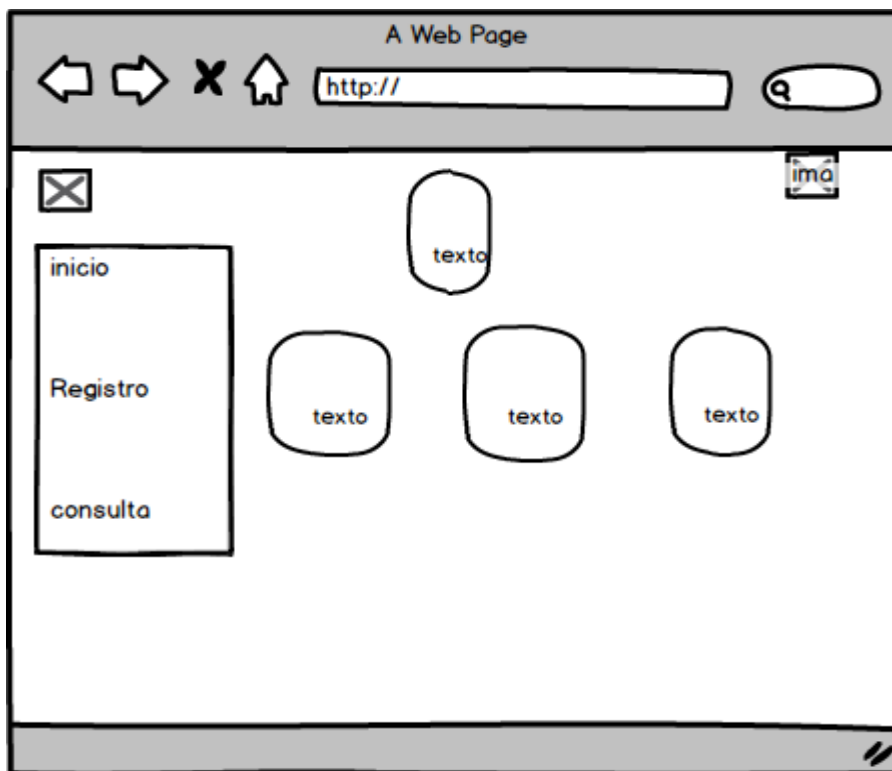 A Web Page
http://
ima
texto
inicio
Registro
texto
texto
texto
consulta